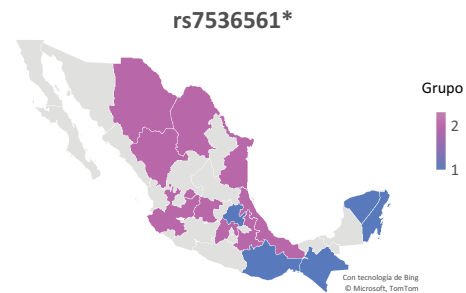 rs7536561*
Grupo
2
1
Con tecnología de Bing
© Microsoft, TomTom